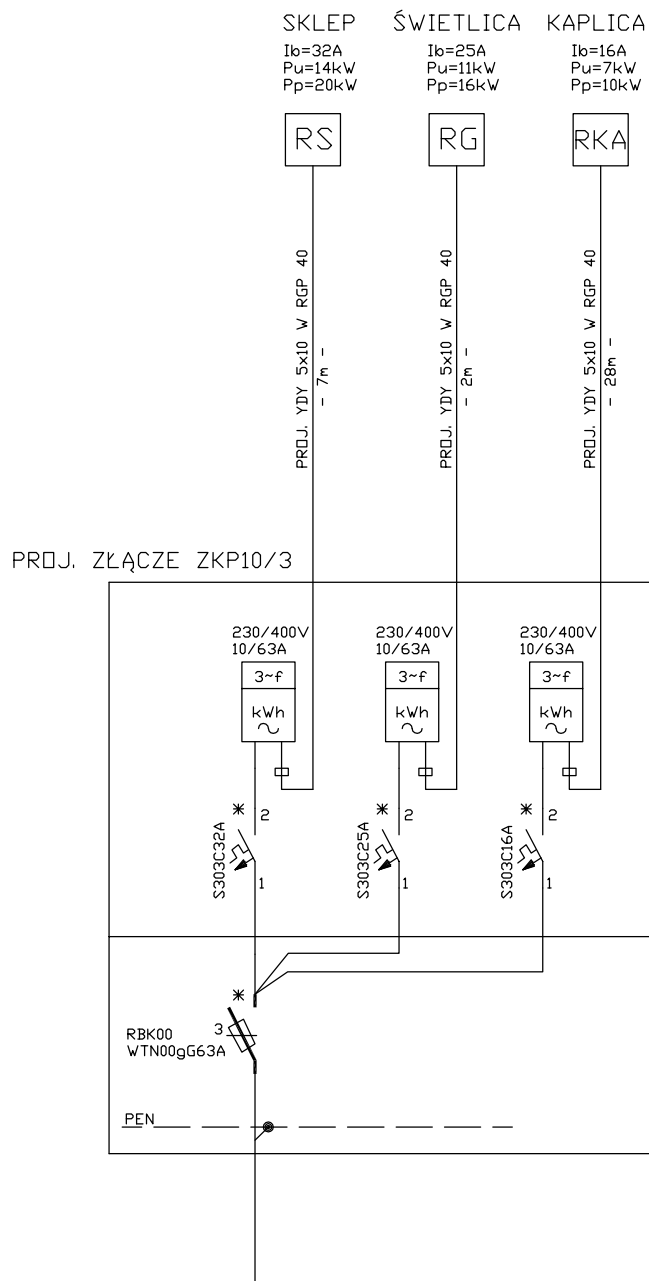 SKLEP
Ib=32A
Pu=14kW
Pp=20kW
ŚWIETLICA
Ib=25A
Pu=11kW
Pp=16kW
KAPLICA
Ib=16A
Pu=7kW
Pp=10kW
RS
RG
RKA
PROJ. YDY 5x10 W RGP 40
- 7m -
PROJ. YDY 5x10 W RGP 40
- 2m -
PROJ. YDY 5x10 W RGP 40
- 28m -
PROJ. ZŁĄCZE ZKP10/3
230/400V
10/63A
3~f
kWh
230/400V
10/63A
3~f
kWh
230/400V
10/63A
3~f
kWh
* 2
S303C32A
1
* 2
S303C25A
1
* 2
S303C16A
1
*
3
RBK00
WTN00gG63A
PEN